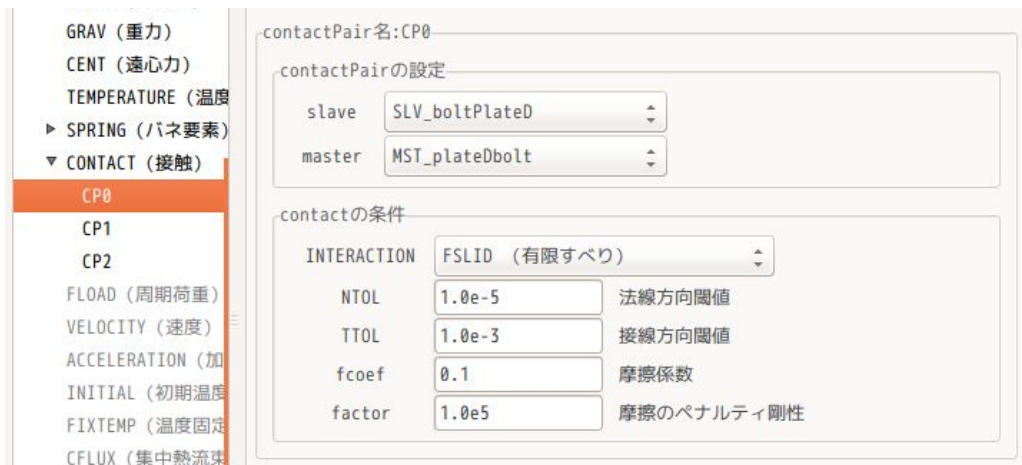 GRAV (重力)
CENT (遠心力)
TEMPERATURE (温度
SPRING (バネ要素)
CONTACT (接触)
CP0
CP1
CP2
FLOAD (周期荷重)
VELOCITY (速度)
ACCELERATION (加
INITIAL (初期温度
FIXTEMP (温度固定
CFLUX (集中熱流束
contactPair名:CP0
contactPairの設定
slave SLV_boltPlateD
master MST_plateDbolt
contactの条件
INTERACTION FSLID (有限すべり)
NTOL 1.0e-5 法線方向閾値
TTOL 1.0e-3 接線方向閾値
fcoef 0.1 摩擦係数
factor 1.0e5 摩擦のペナルティ剛性